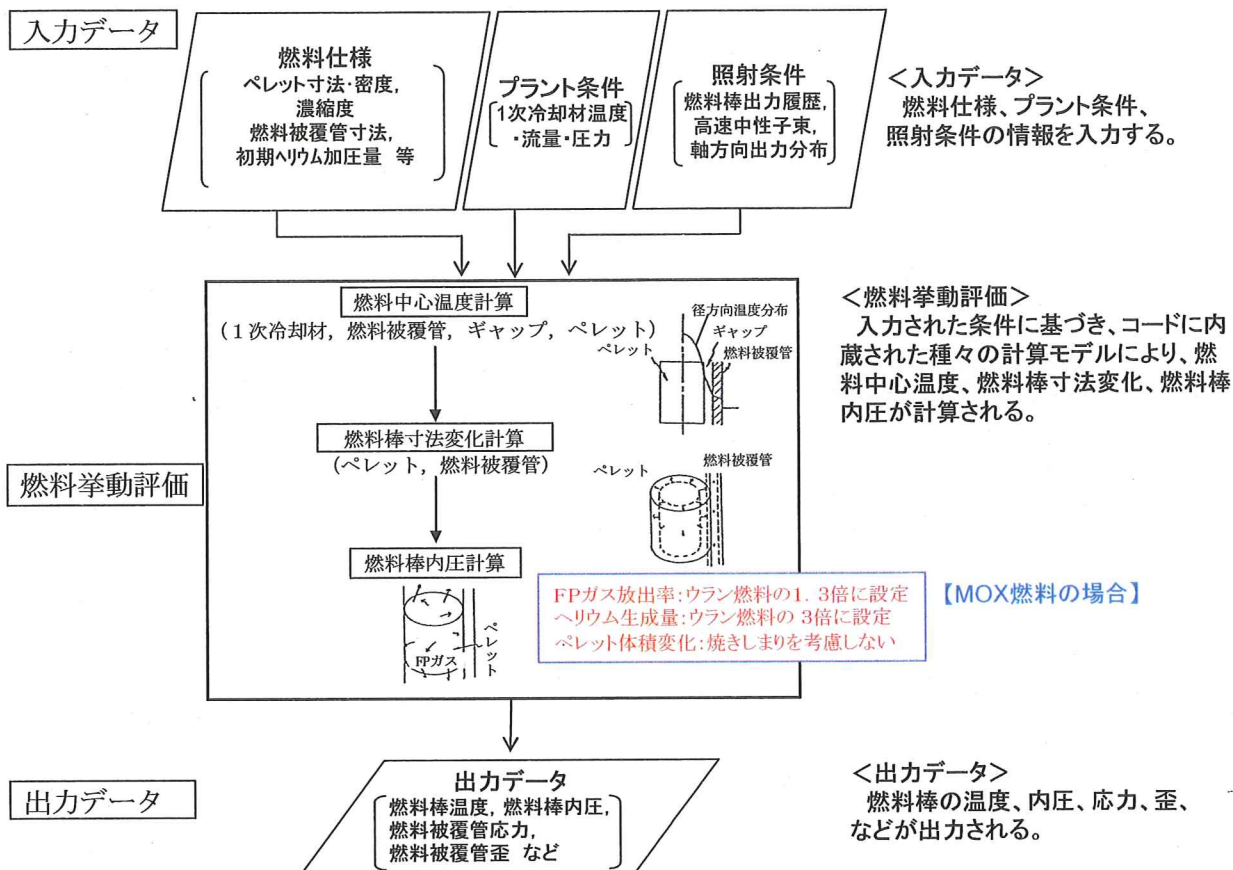 入力データ
燃料仕様
ペレット寸法・密度,
濃縮度
燃料被覆管寸法,
初期ヘリウム加圧量 等
プラント条件
1次冷却材温度
・流量・圧力
照射条件
燃料棒出力履歴,
高速中性子束,
軸方向出力分布
<入力データ>
燃料仕様、プラント条件、
照射条件の情報を入力する。
燃料挙動評価
燃料中心温度計算
(1次冷却材, 燃料被覆管, ギャップ, ペレット)
径方向温度分布
ギャップ
ペレット
燃料被覆管
燃料棒寸法変化計算
(ペレット, 燃料被覆管)
ペレット
燃料被覆管
燃料棒内圧計算
FPガス
ペレット
FPガス放出率:ウラン燃料の1. 3倍に設定
ヘリウム生成量:ウラン燃料の 3倍に設定
ペレット体積変化:焼きしまりを考慮しない
【MOX燃料の場合】
<燃料挙動評価>
入力された条件に基づき、コードに内
蔵された種々の計算モデルにより、燃
料中心温度、燃料棒寸法変化、燃料棒
内圧が計算される。
出力データ
出力データ
燃料棒温度, 燃料棒内圧,
燃料被覆管応力,
燃料被覆管歪 など
<出力データ>
燃料棒の温度、内圧、応力、歪、
などが出力される。